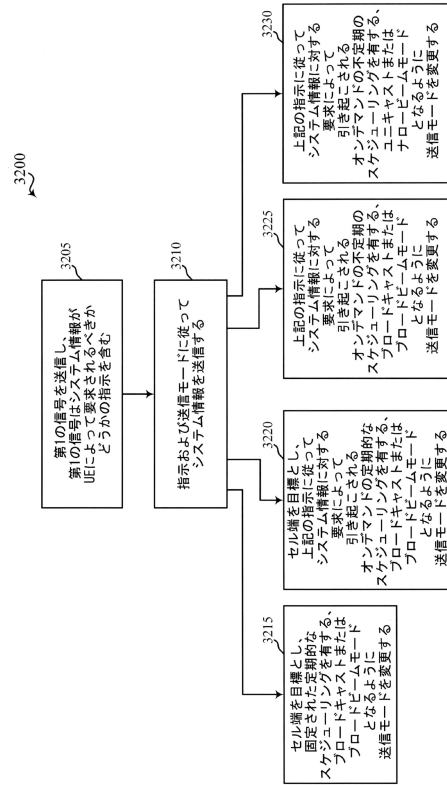 3200
3205
第1の信号を送信し、
第1の信号はシステム情報が
UEによって要求されるべきか
どうかの指示を含む
3210
指示および送信モードに従って
システム情報を送信する
3215
セル端を目標とし、
固定された定期的な
スケジューリングを有する、
ブロードキャストまたは
ブロードビームモード
となるように
送信モードを変更する
3220
セル端を目標とし、
上記の指示に従って
システム情報に対する
要求によって
引き起こされる
オンデマンドの定期的な
スケジューリングを有する、
ブロードキャストまたは
ブロードビームモード
となるように
送信モードを変更する
3225
上記の指示に従って
システム情報に対する
要求によって
引き起こされる
オンデマンドの不定期の
スケジューリングを有する、
ブロードキャストまたは
ブロードビームモード
となるように
送信モードを変更する
3230
上記の指示に従って
システム情報に対する
要求によって
引き起こされる
オンデマンドの不定期の
スケジューリングを有する、
ユニキャストまたは
ナロービームモード
となるように
送信モードを変更する